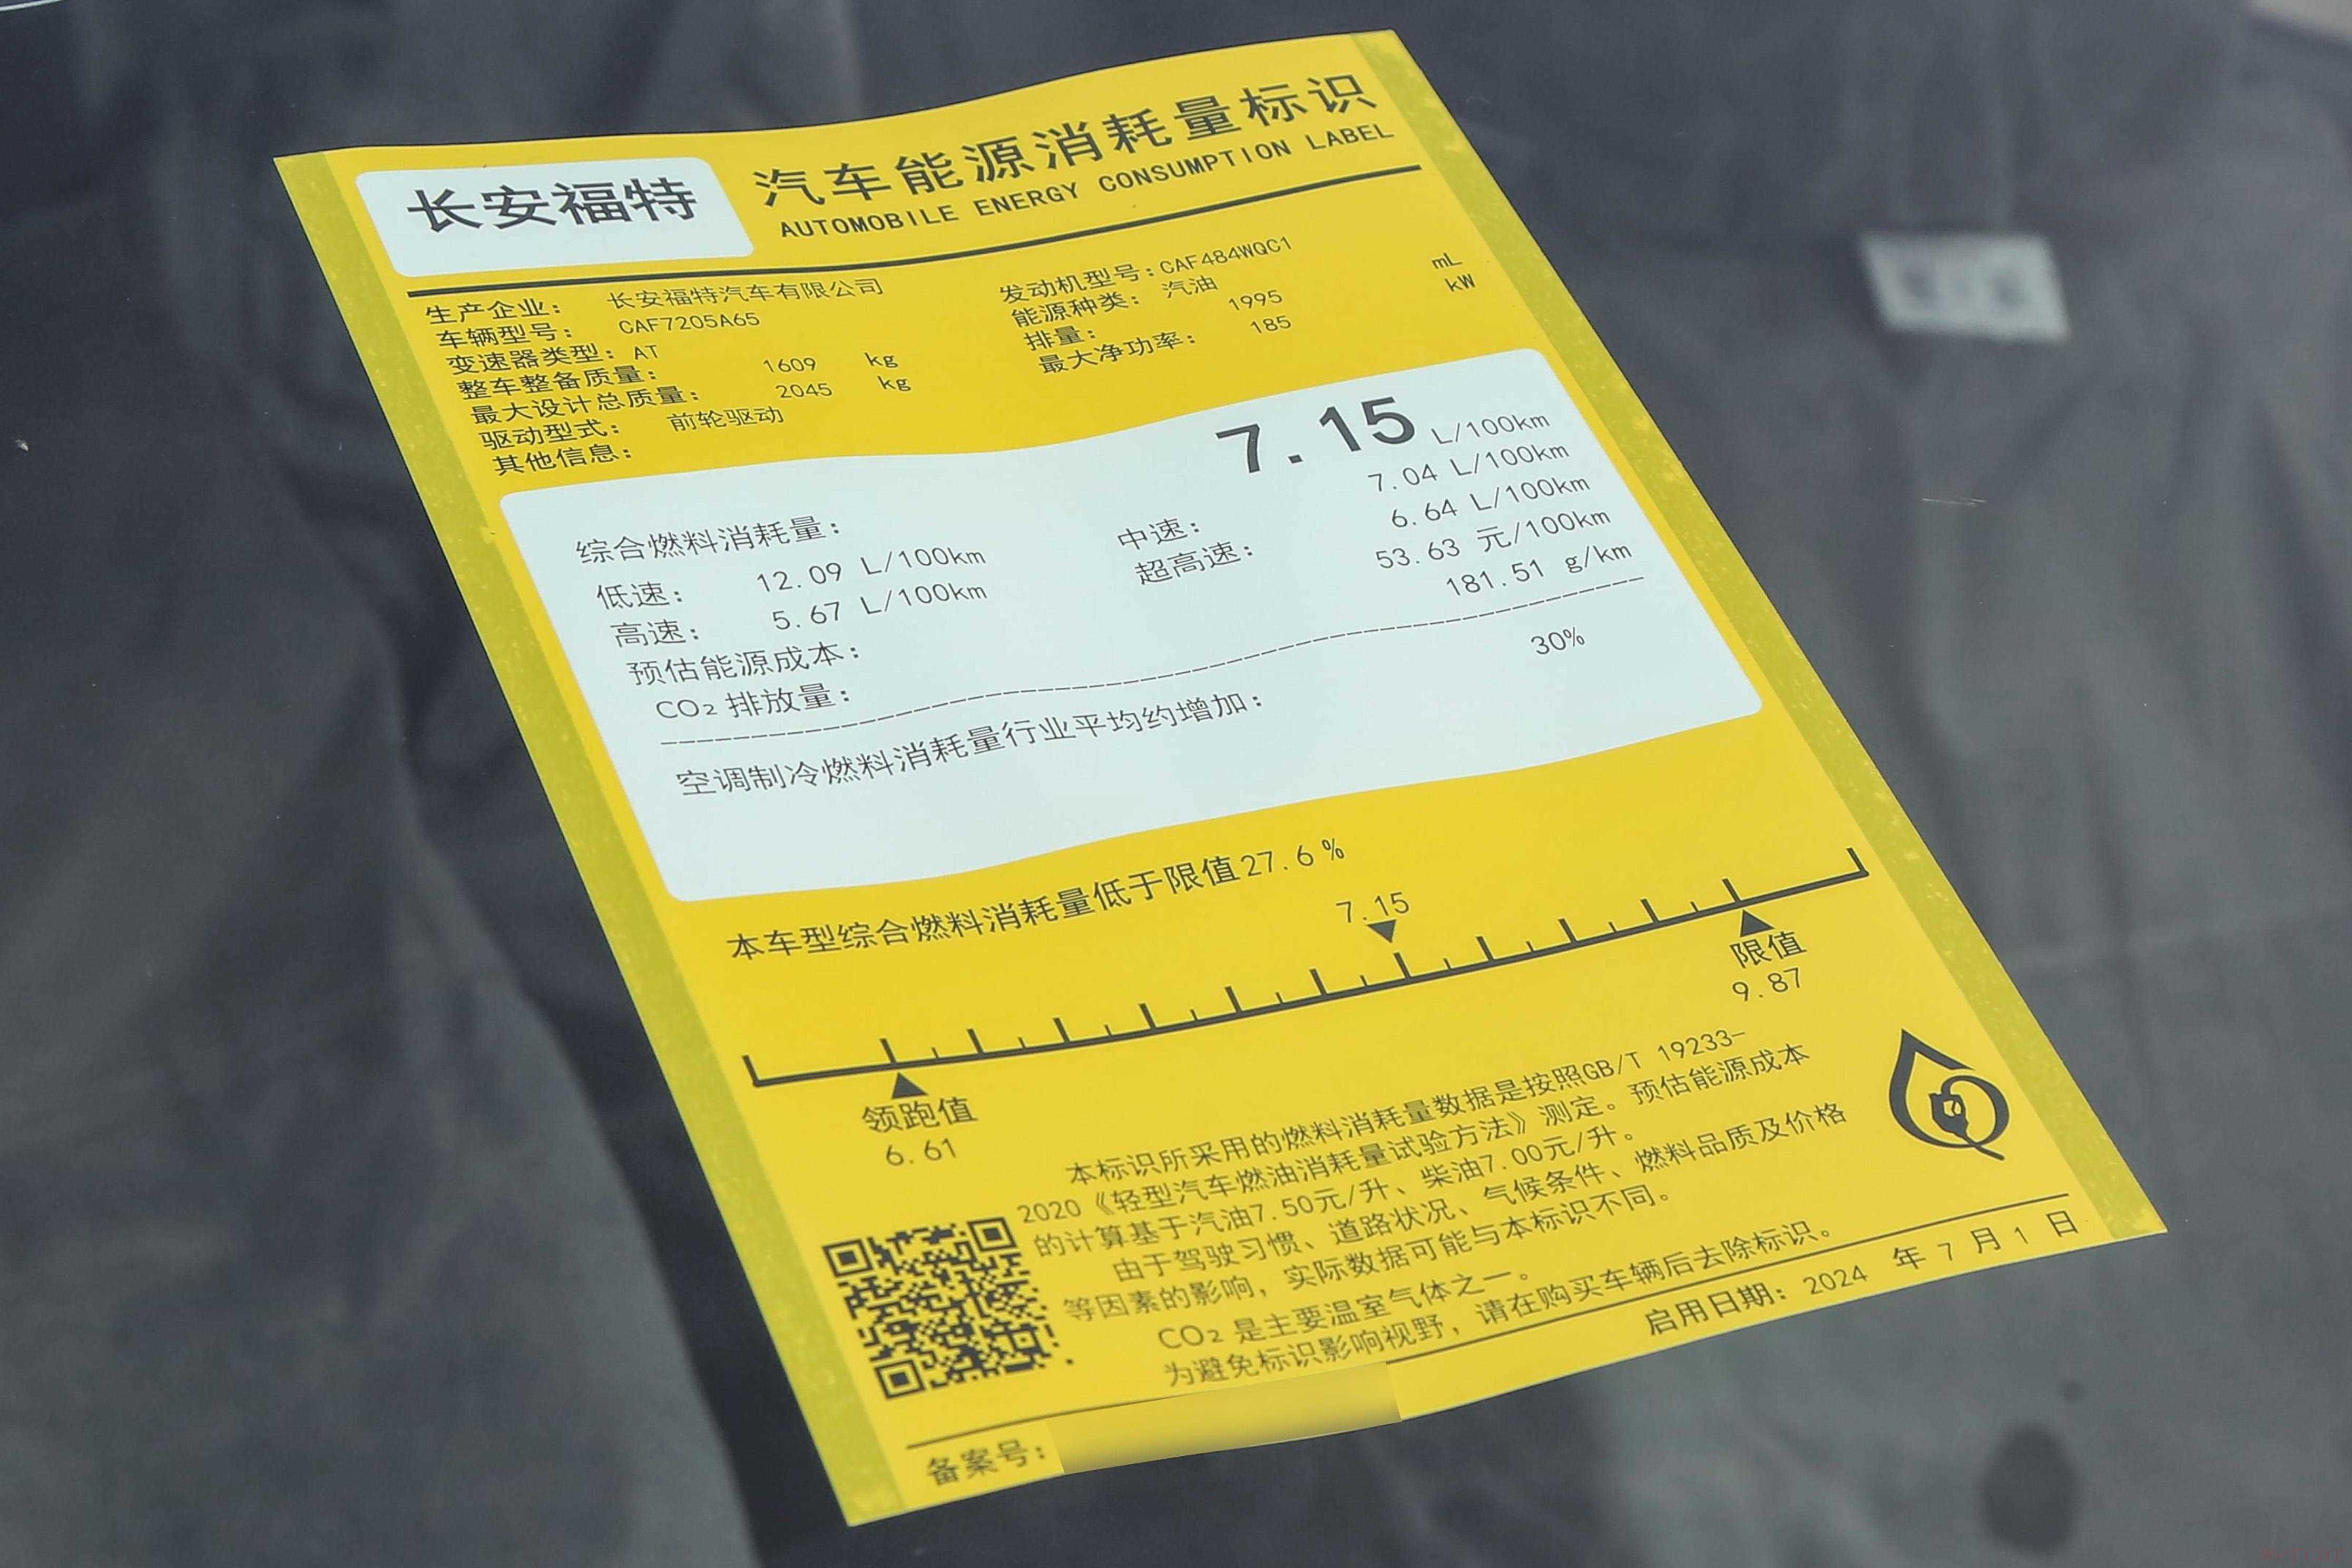 长安福特
汽车能源消耗量标识
AUTOMOBILE ENERGY CONSUMPTION LABEL
生产企业： 长安福特汽车有限公司
车辆型号： CAF7205A65
变速器类型：AT
整车整备质量： 1609 kg
最大设计总质量： 2045 kg
驱动型式： 前轮驱动
其他信息：
发动机型号：CAF484WQC1
能源种类： 汽油
排量： 1995 mL
最大净功率： 185 kW
综合燃料消耗量： 7.15 L/100km
低速： 12.09 L/100km 中速： 7.04 L/100km
高速： 5.67 L/100km 超高速： 6.64 L/100km
预估能源成本： 53.63 元/100km
CO₂ 排放量： 181.51 g/km
空调制冷燃料消耗量行业平均约增加： 30%
本车型综合燃料消耗量低于限值27.6%
7.15
领跑值
6.61
限值
9.87
本标识所采用的燃料消耗量数据是按照GB/T 19233-
2020《轻型汽车燃油消耗量试验方法》测定。预估能源成本
的计算基于汽油7.50元/升、柴油7.00元/升。
由于驾驶习惯、道路状况、气候条件、燃料品质及价格
等因素的影响，实际数据可能与本标识不同。
CO₂ 是主要温室气体之一。
为避免标识影响视野，请在购买车辆后去除标识。
备案号：
启用日期：2024 年 7 月 1 日